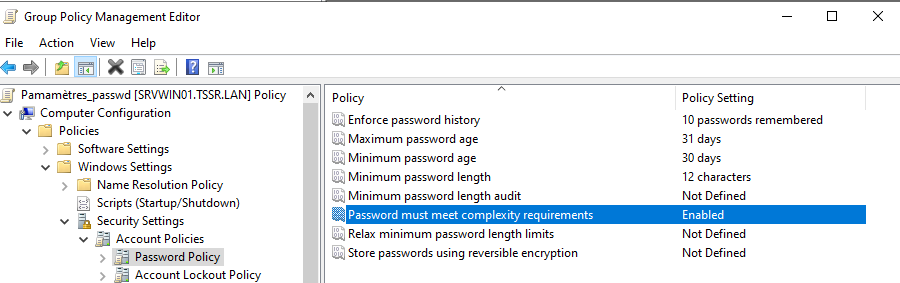 Group Policy Management Editor
File Action View Help
Pamamètres_passwd [SRVWIN01.TSSR.LAN] Policy
Computer Configuration
Policies
Software Settings
Windows Settings
Name Resolution Policy
Scripts (Startup/Shutdown)
Security Settings
Account Policies
Password Policy
Account Lockout Policy
Policy Policy Setting
Enforce password history 10 passwords remembered
Maximum password age 31 days
Minimum password age 30 days
Minimum password length 12 characters
Minimum password length audit Not Defined
Password must meet complexity requirements Enabled
Relax minimum password length limits Not Defined
Store passwords using reversible encryption Not Defined